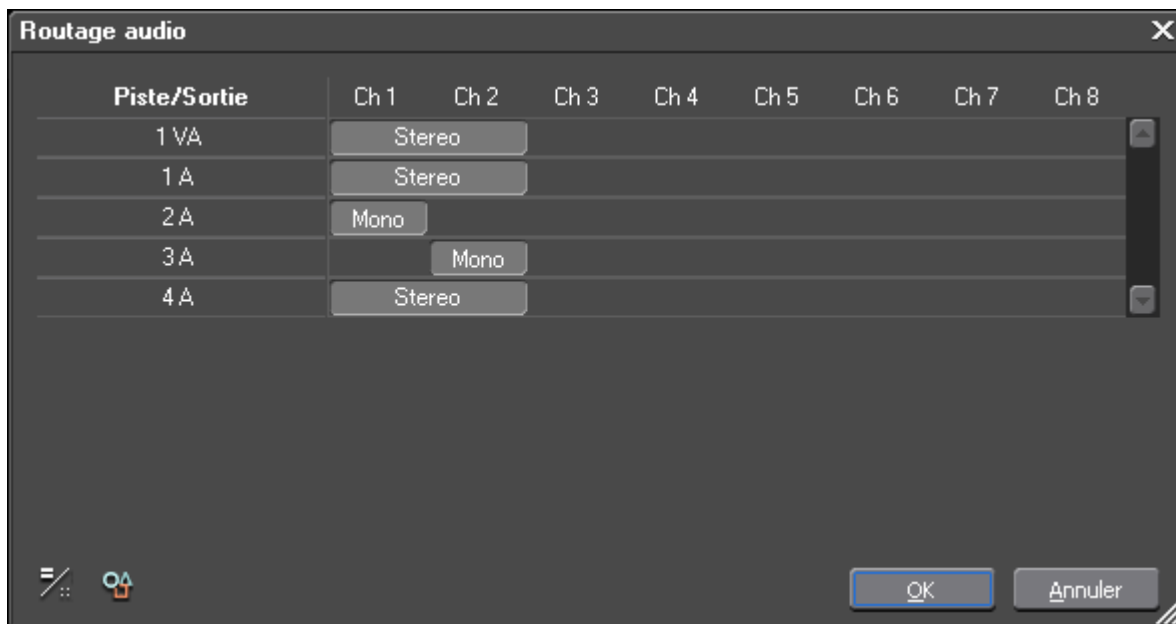 Routage audio
Piste/Sortie Ch 1 Ch 2 Ch 3 Ch 4 Ch 5 Ch 6 Ch 7 Ch 8
1 VA Stereo
1 A Stereo
2 A Mono
3 A Mono
4 A Stereo
OK Annuler